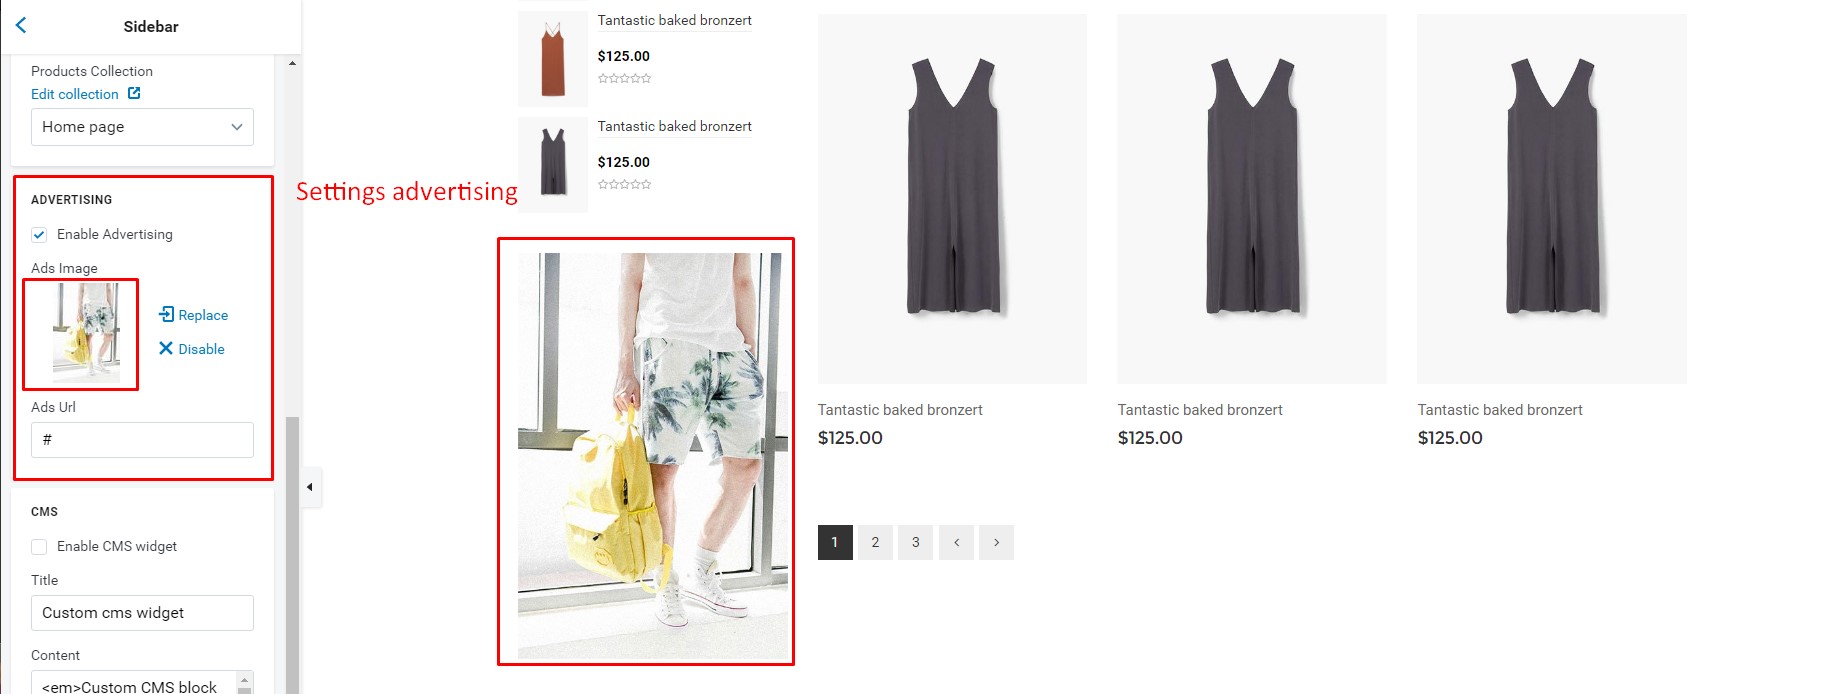 Sidebar
Products Collection
Edit collection
Home page
ADVERTISING
Enable Advertising
Ads Image
Replace
Disable
Ads Url
#
CMS
Enable CMS widget
Title
Custom cms widget
Content
<em>Custom CMS block
Settings advertising
Tantastic baked bronzert
$125.00
Tantastic baked bronzert
$125.00
Tantastic baked bronzert
$125.00
Tantastic baked bronzert
$125.00
Tantastic baked bronzert
$125.00
1 2 3 < >